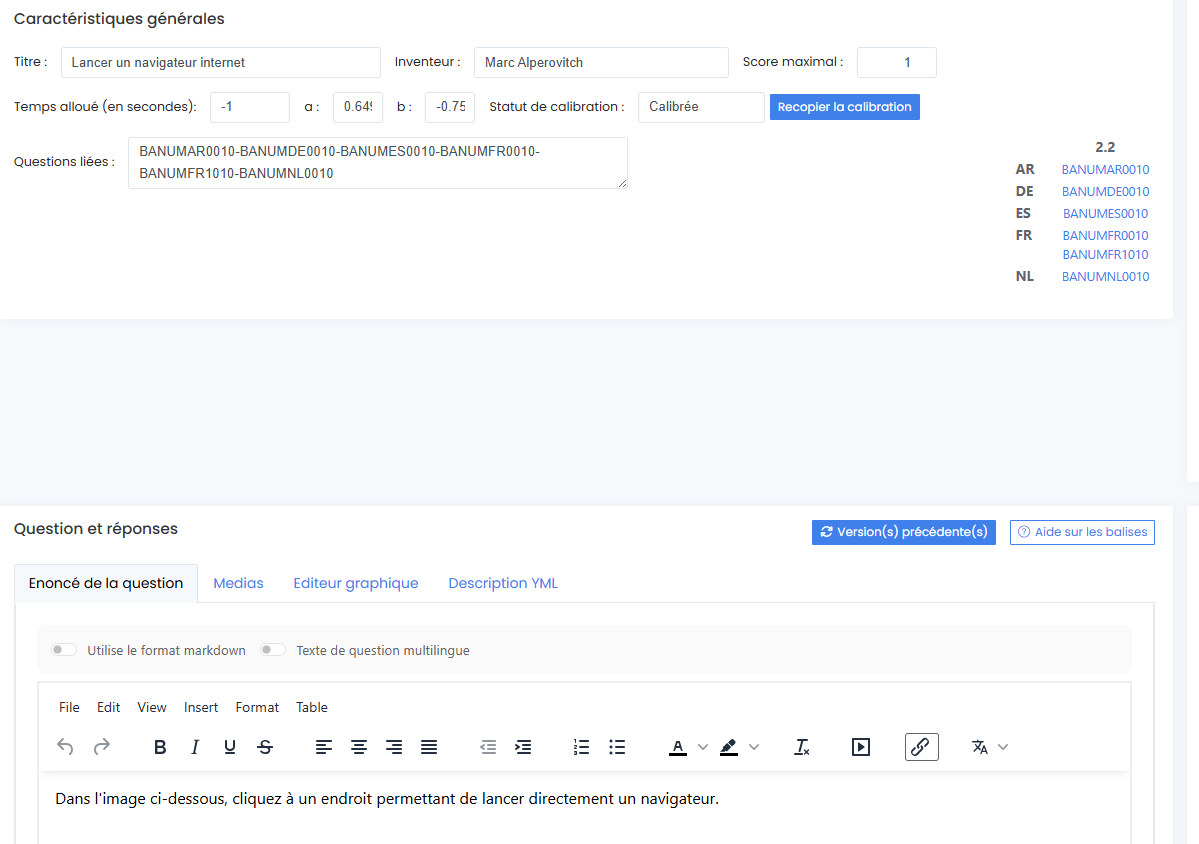 Caractéristiques générales
Titre : Lancer un navigateur internet Inventeur : Marc Alperovitch Score maximal : 1
Temps alloué (en secondes): -1 a : 0.649 b : -0.75 Statut de calibration : Calibrée Recopier la calibration
Questions liées : BANUMAR0010-BANUMDE0010-BANUMES0010-BANUMFR0010-
BANUMFR1010-BANUMNL0010
2.2
AR BANUMAR0010
DE BANUMDE0010
ES BANUMES0010
FR BANUMFR0010
BANUMFR1010
NL BANUMNL0010
Question et réponses
Version(s) précédente(s) Aide sur les balises
Enoncé de la question Medias Editeur graphique Description YML
Utilise le format markdown Texte de question multilingue
File Edit View Insert Format Table
Dans l'image ci-dessous, cliquez à un endroit permettant de lancer directement un navigateur.